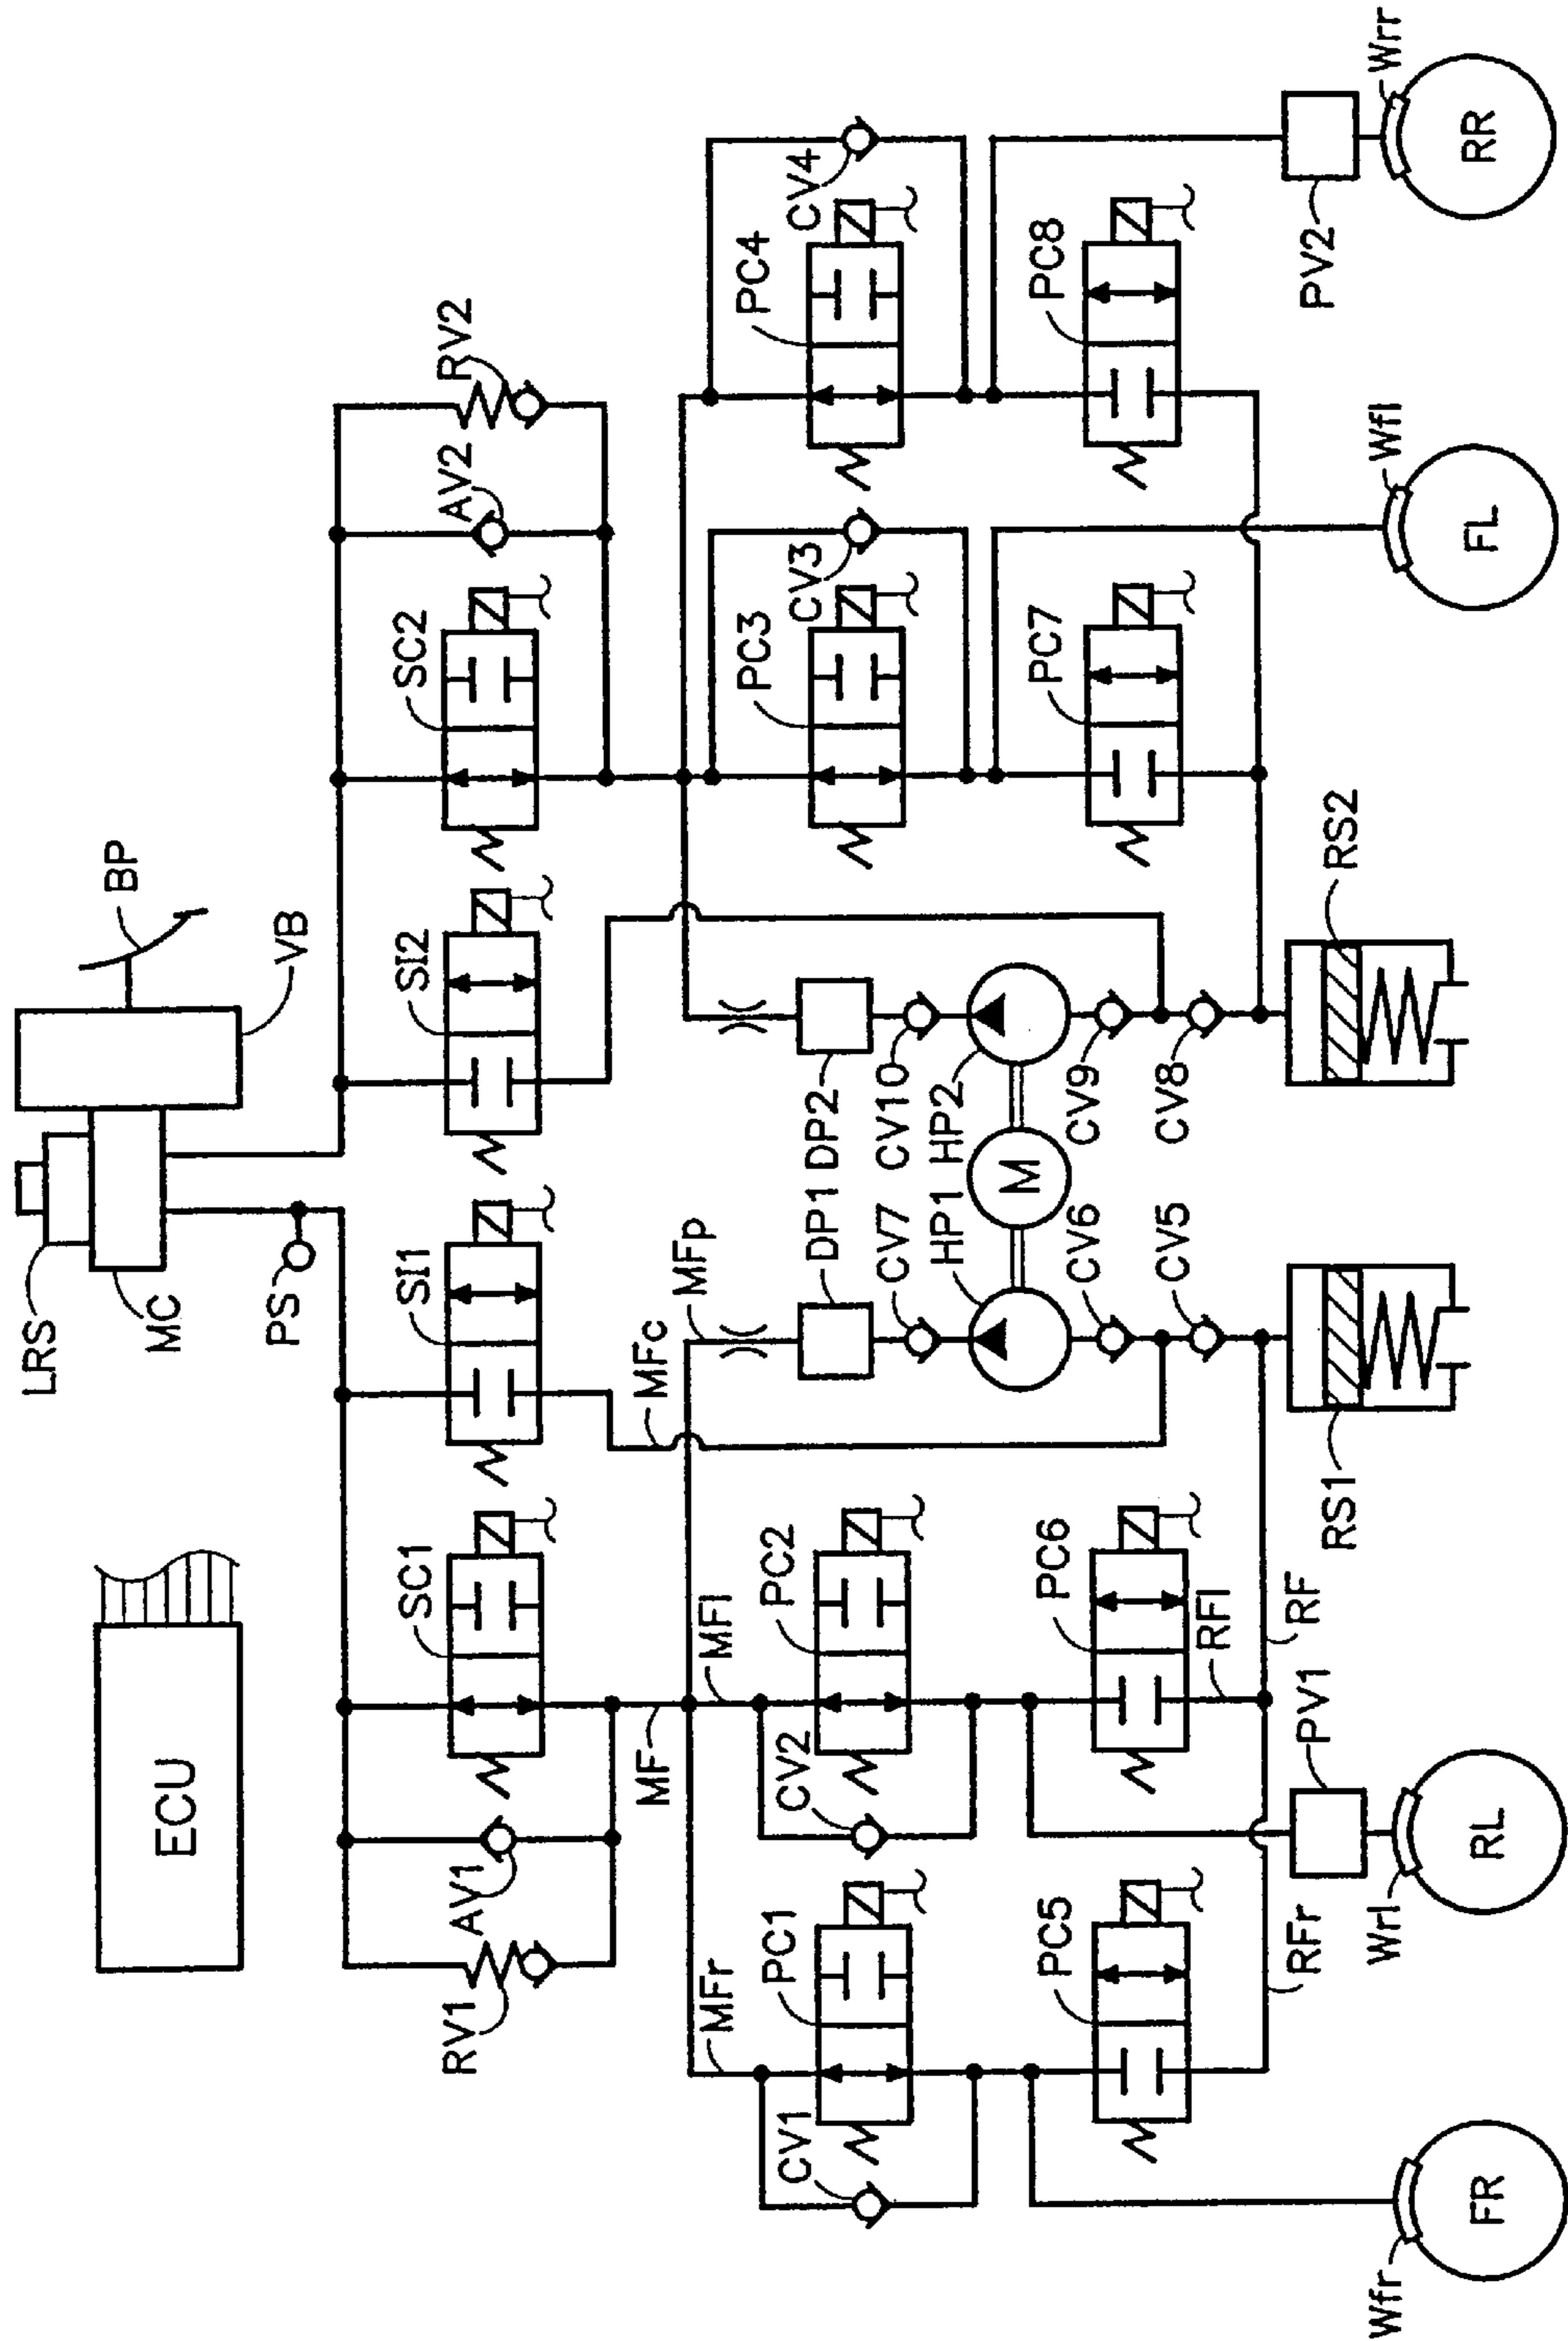 LRS
MC
PS
BP
VB
ECU
RV1
AV1
SC1
SI1
SI2
SC2
AV2
RV2
MF
MFr
MFl
MFc
MFp
CV1
PC1
CV2
PC2
PC3
CV3
PC4
CV4
DP1
DP2
CV7
CV10
HP1
HP2
M
CV6
CV9
CV5
CV8
PC5
PC6
PC7
PC8
RFl
RFr
RF
PV1
PV2
RS1
RS2
Wfr
FR
Wrl
RL
Wfl
FL
Wrr
RR